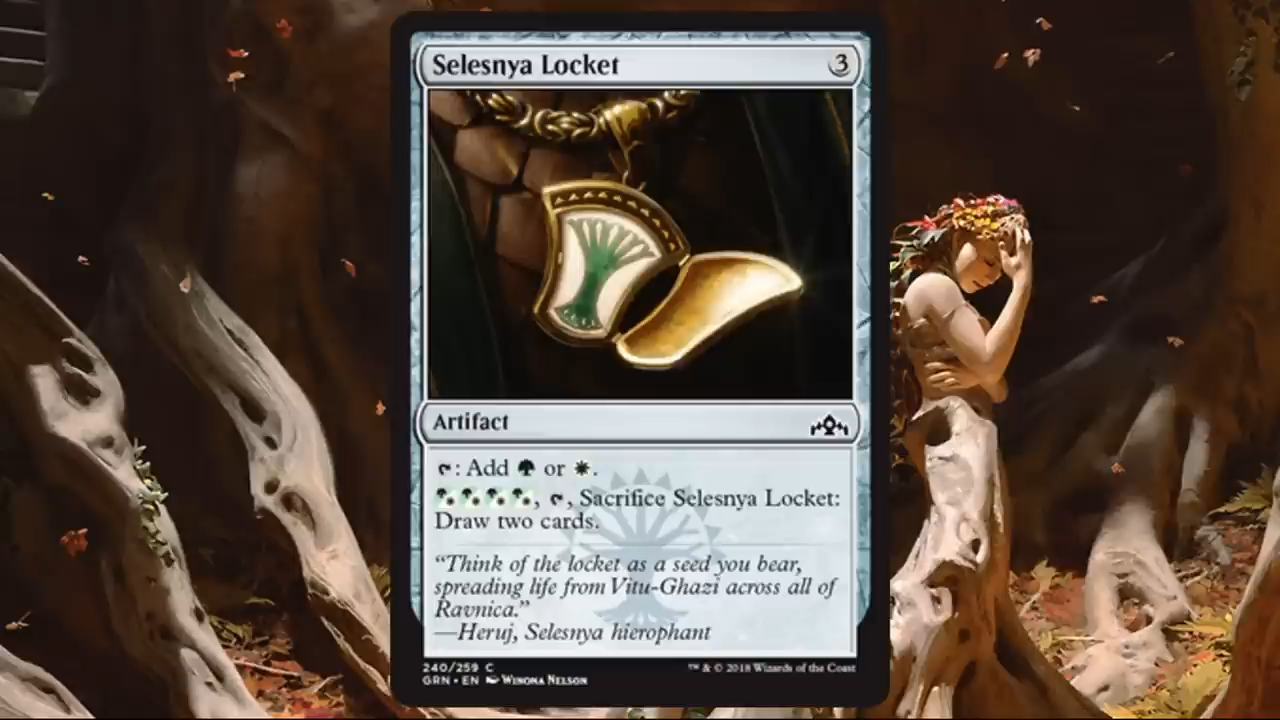 Selesnya Locket 3
Artifact
: Add or .
, , Sacrifice Selesnya Locket:
Draw two cards.
“Think of the locket as a seed you bear,
spreading life from Vitu-Ghazi across all of
Ravnica.”
—Heruj, Selesnya hierophant
240/259 C ™ & © 2018 Wizards of the Coast
GRN • EN Winona Nelson